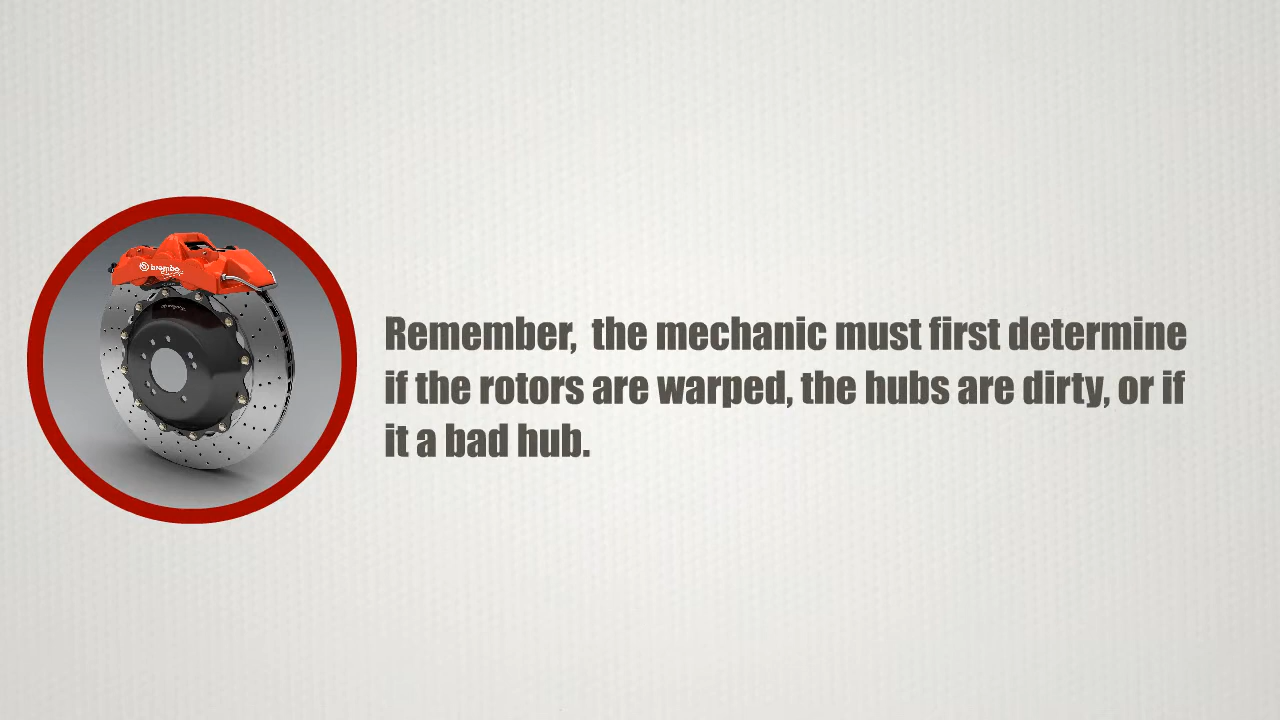 brembo
Remember,  the mechanic must first determine
if the rotors are warped, the hubs are dirty, or if
it a bad hub.